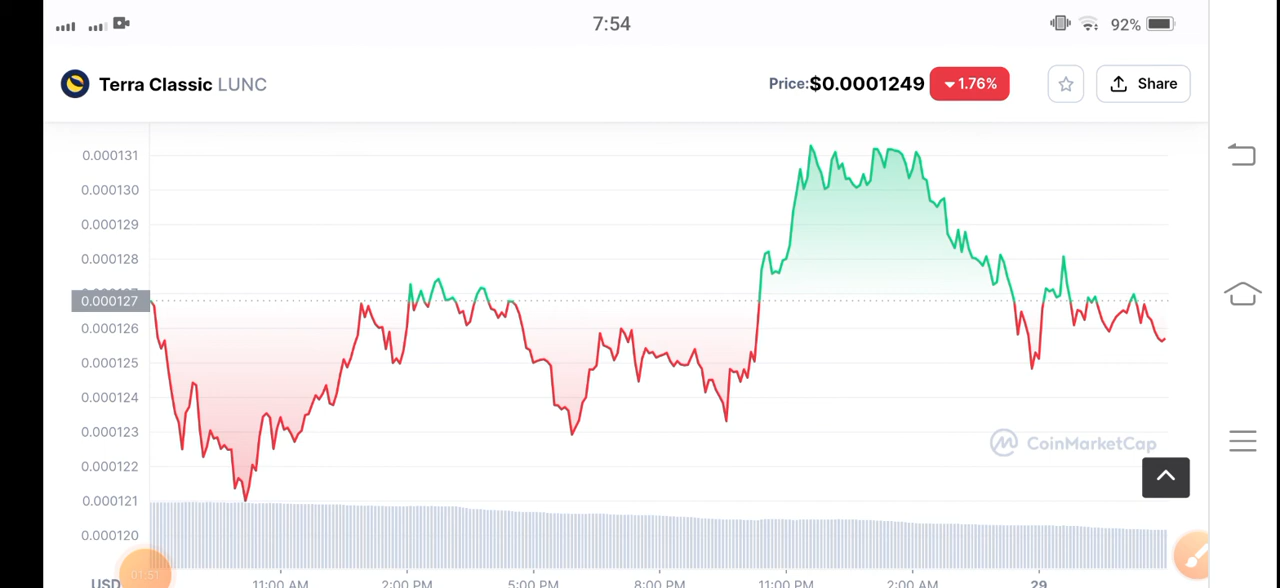 7:54
92%
Terra Classic LUNC
Price:$0.0001249
1.76%
Share
0.000131
0.000130
0.000129
0.000128
0.000127
0.000126
0.000125
0.000124
0.000123
0.000122
0.000121
0.000120
CoinMarketCap
USD
01:51
11:00 AM
2:00 PM
5:00 PM
8:00 PM
11:00 PM
2:00 AM
29